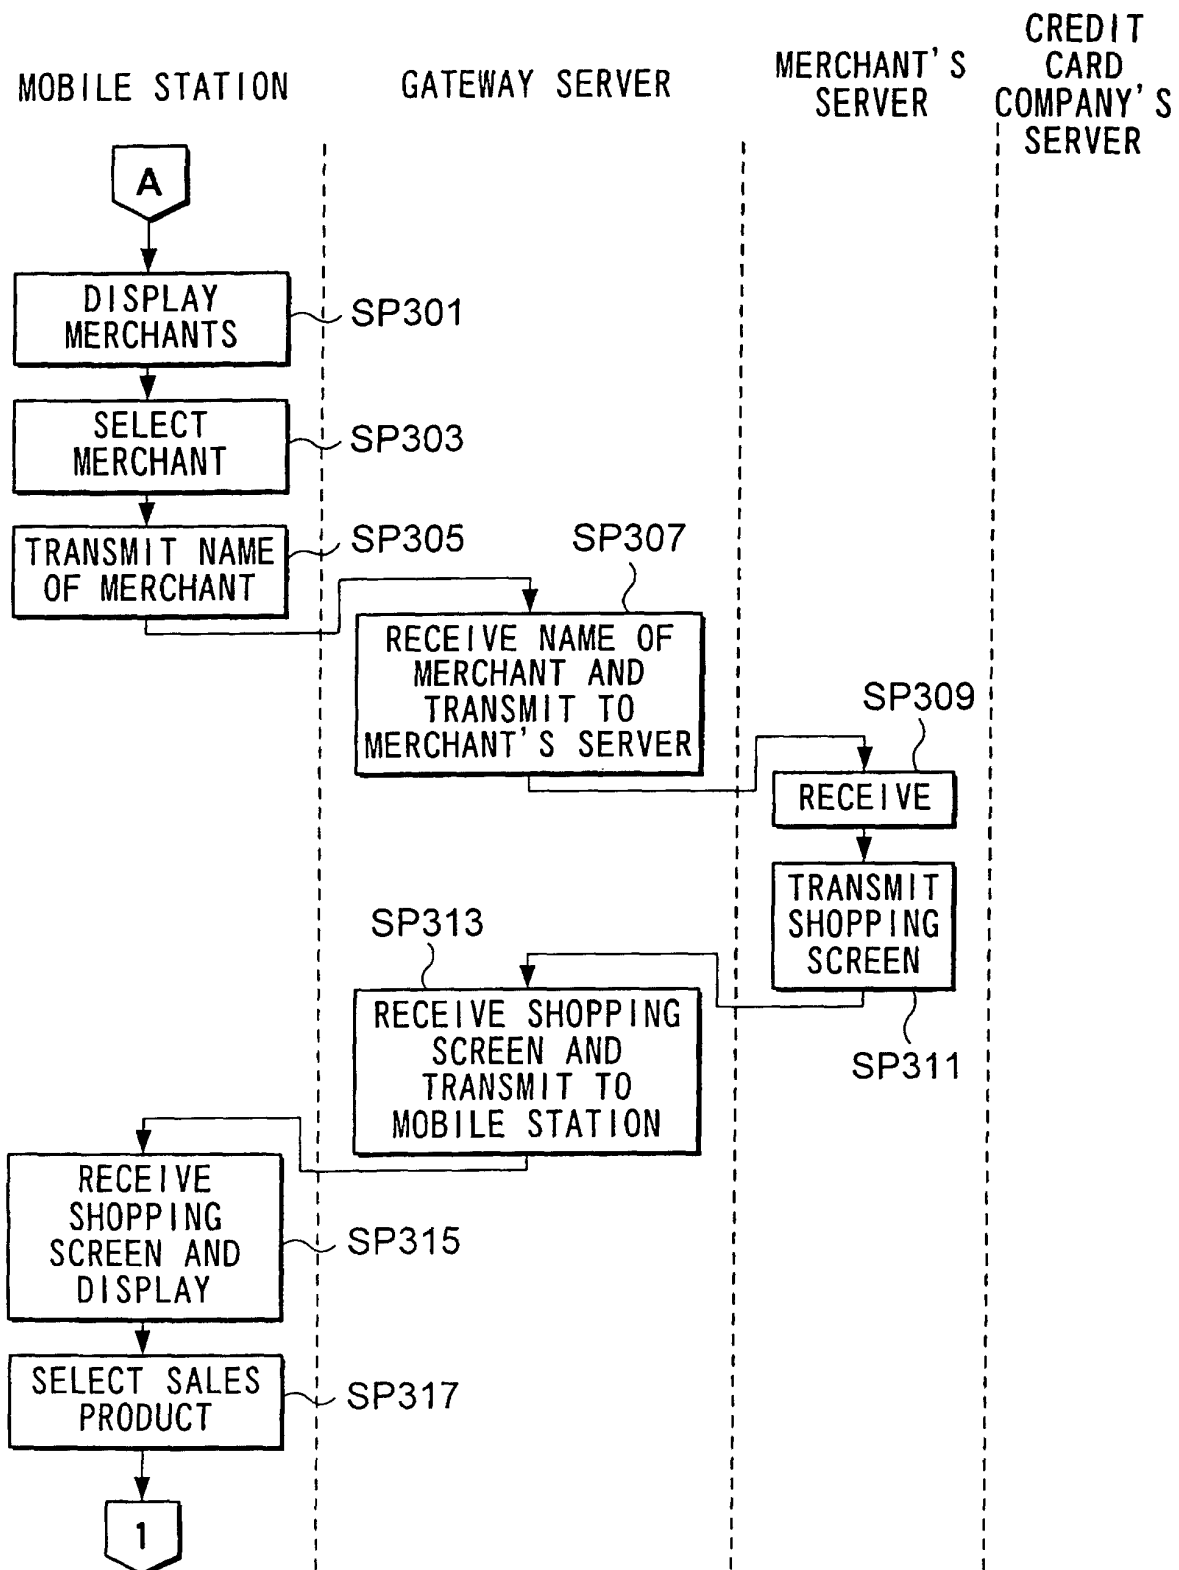 MOBILE STATION
GATEWAY SERVER
MERCHANT'S
SERVER
CREDIT
CARD
COMPANY'S
SERVER
A
DISPLAY
MERCHANTS
SP301
SELECT
MERCHANT
SP303
TRANSMIT NAME
OF MERCHANT
SP305
SP307
RECEIVE NAME OF
MERCHANT AND
TRANSMIT TO
MERCHANT'S SERVER
SP309
RECEIVE
TRANSMIT
SHOPPING
SCREEN
SP311
SP313
RECEIVE SHOPPING
SCREEN AND
TRANSMIT TO
MOBILE STATION
RECEIVE
SHOPPING
SCREEN AND
DISPLAY
SP315
SELECT SALES
PRODUCT
SP317
1